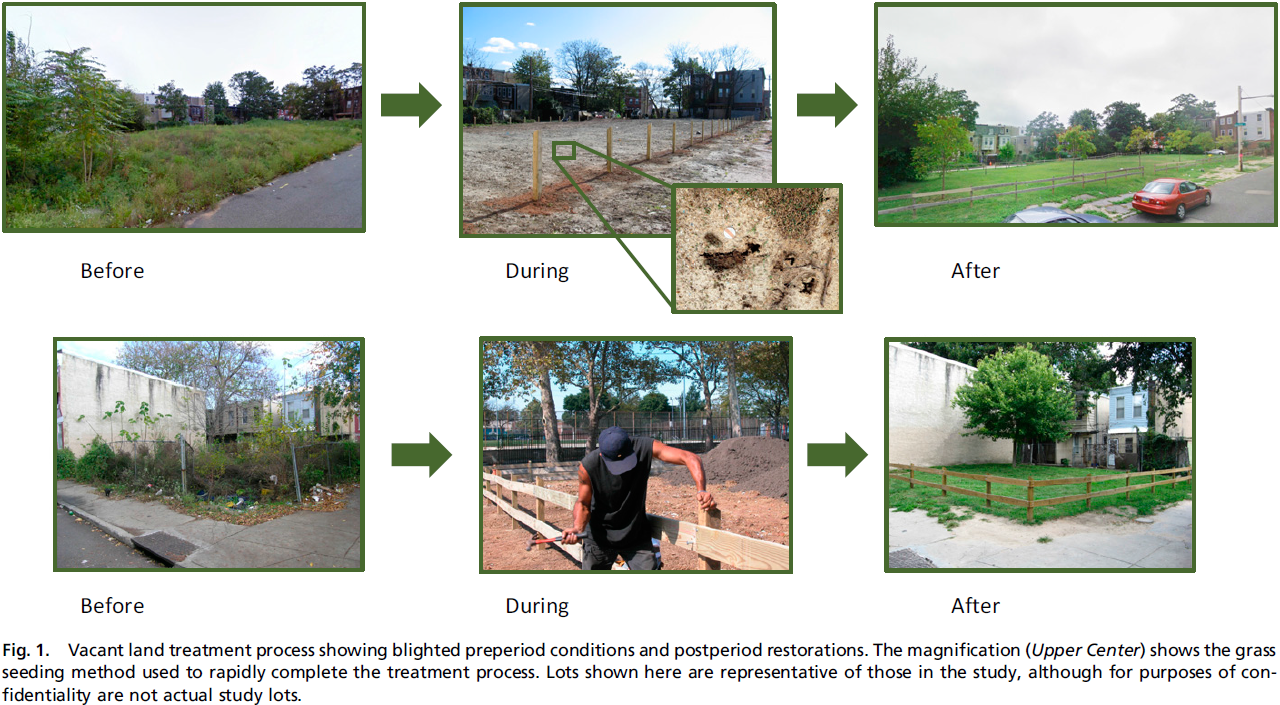 Before
During
After
Before
During
After
Fig. 1. Vacant land treatment process showing blighted preperiod conditions and postperiod restorations. The magnification (Upper Center) shows the grass
seeding method used to rapidly complete the treatment process. Lots shown here are representative of those in the study, although for purposes of con-
fidentiality are not actual study lots.